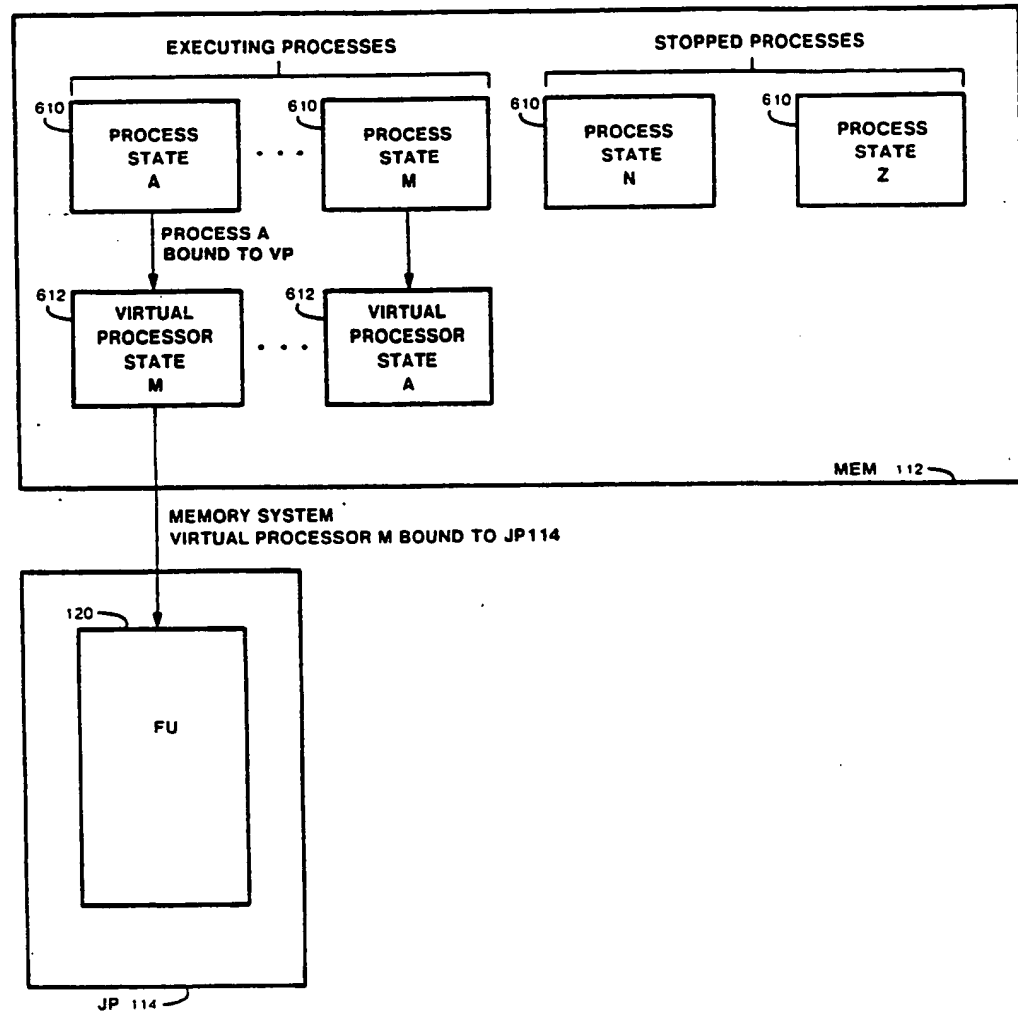 EXECUTING PROCESSES
STOPPED PROCESSES
610
PROCESS
STATE
A
. . .
610
PROCESS
STATE
M
610
PROCESS
STATE
N
610
PROCESS
STATE
Z
PROCESS A
BOUND TO VP
612
VIRTUAL
PROCESSOR
STATE
M
. . .
612
VIRTUAL
PROCESSOR
STATE
A
MEM 112
MEMORY SYSTEM
VIRTUAL PROCESSOR M BOUND TO JP114
120
FU
JP 114